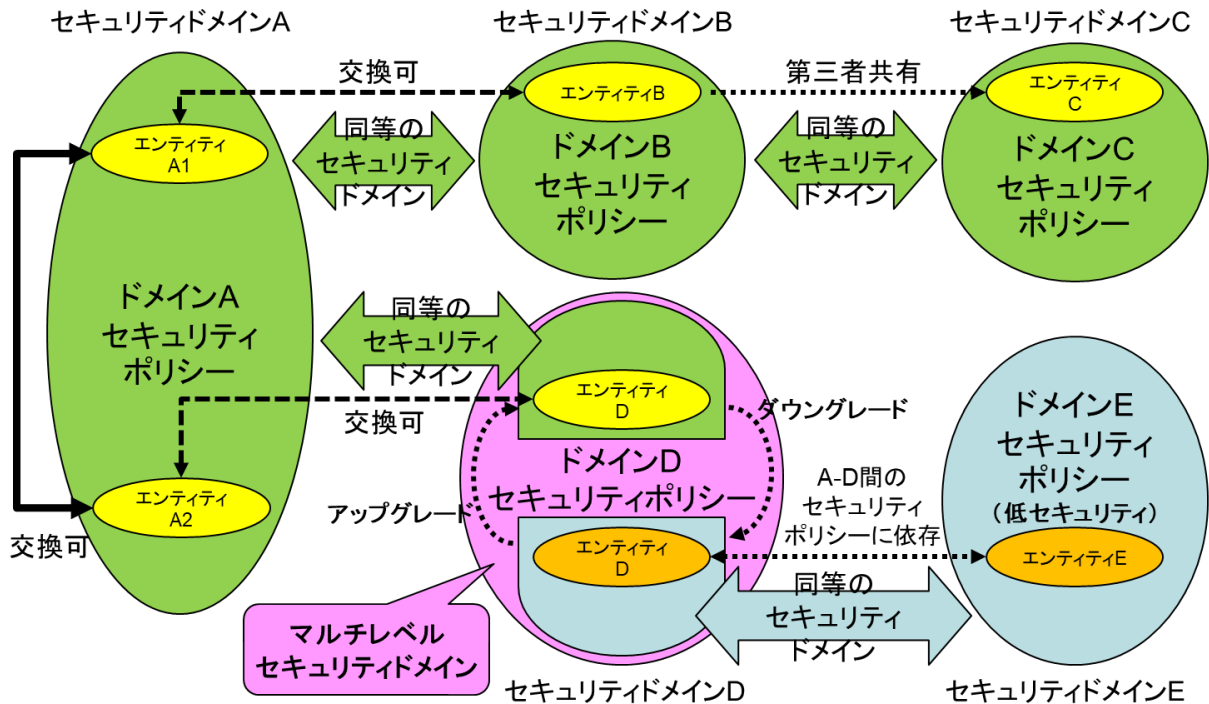 セキュリティドメインA
セキュリティドメインB
セキュリティドメインC
交換可
第三者共有
エンティティB
エンティティ
C
エンティティ
A1
同等の
セキュリティ
ドメイン
ドメインB
セキュリティ
ポリシー
同等の
セキュリティ
ドメイン
ドメインC
セキュリティ
ポリシー
ドメインA
セキュリティ
ポリシー
同等の
セキュリティ
ドメイン
交換可
エンティティ
D
ダウングレード
ドメインD
セキュリティポリシー
アップグレード
ドメインE
セキュリティ
ポリシー
(低セキュリティ)
A-D間の
セキュリティ
ポリシーに依存
エンティティ
A2
交換可
エンティティ
D
エンティティE
同等の
セキュリティ
ドメイン
マルチレベル
セキュリティドメイン
セキュリティドメインD
セキュリティドメインE